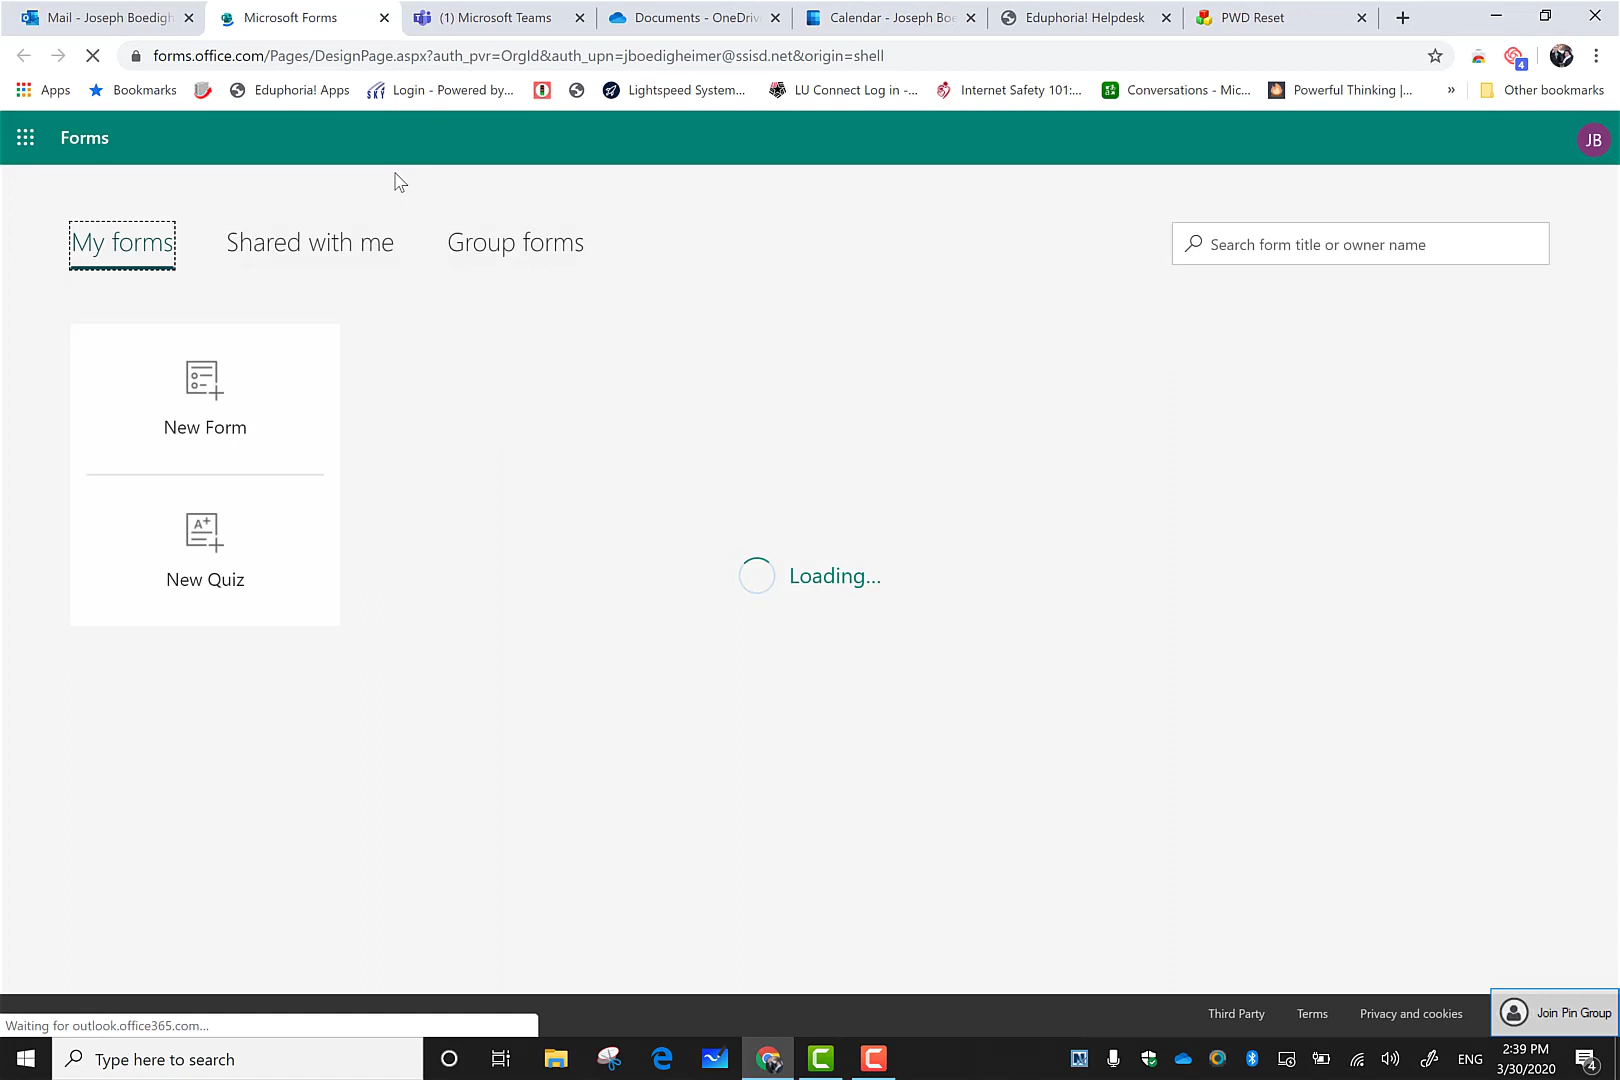 Mail - Joseph Boedigh
Microsoft Forms
(1) Microsoft Teams
Documents - OneDriv
Calendar - Joseph Boe
Eduphoria! Helpdesk
PWD Reset
forms.office.com/Pages/DesignPage.aspx?auth_pvr=OrgId&auth_upn=jboedigheimer@ssisd.net&origin=shell
4
Apps
Bookmarks
Eduphoria! Apps
SKY
Login - Powered by...
Lightspeed System...
LU Connect Log in -...
Internet Safety 101:...
Conversations - Mic...
Powerful Thinking |...
»
Other bookmarks
Forms
JB
My forms
Shared with me
Group forms
Search form title or owner name
New Form
A+
New Quiz
Loading...
Third Party
Terms
Privacy and cookies
Join Pin Group
Waiting for outlook.office365.com...
Type here to search
ENG
2:39 PM
3/30/2020
4